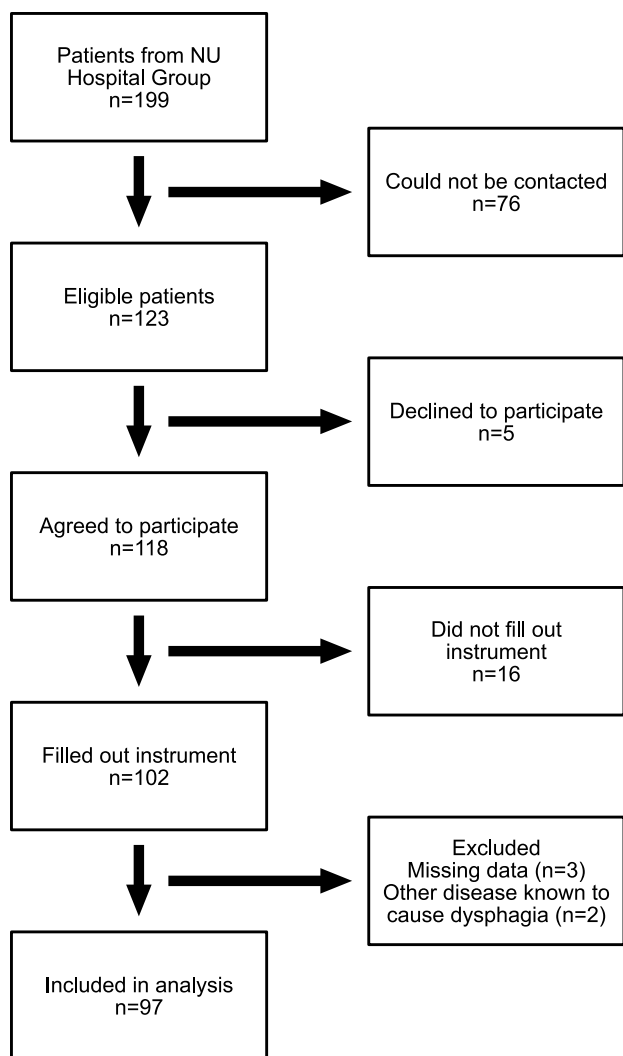 Patients from NU
Hospital Group
n=199
Could not be contacted
n=76
Eligible patients
n=123
Declined to participate
n=5
Agreed to participate
n=118
Did not fill out
instrument
n=16
Filled out instrument
n=102
Excluded
Missing data (n=3)
Other disease known to
cause dysphagia (n=2)
Included in analysis
n=97